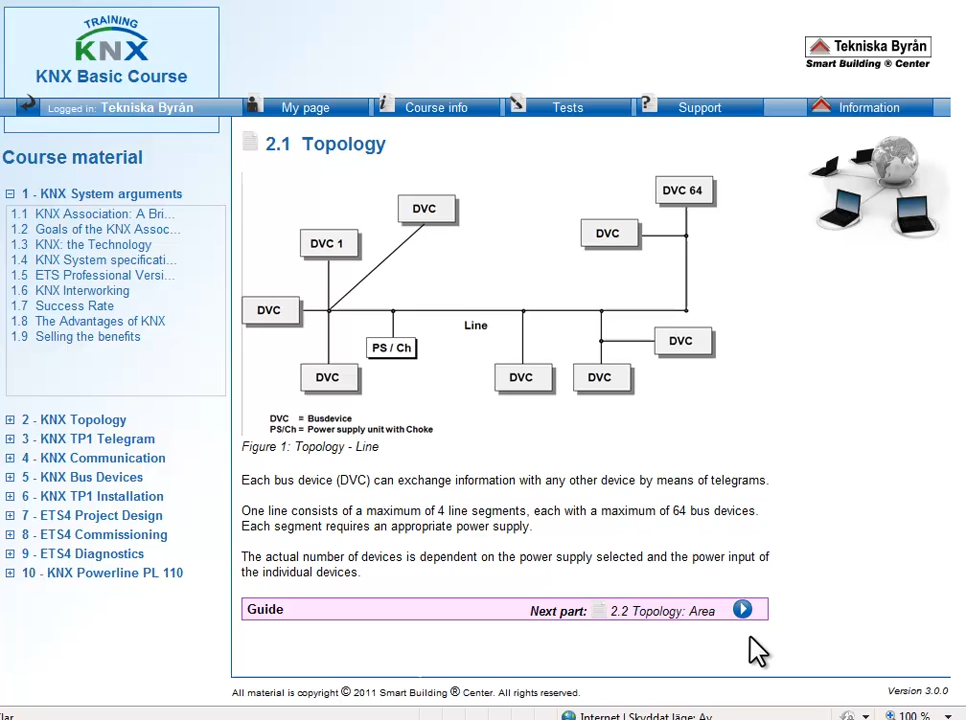 TRAINING
KNX
KNX Basic Course
Tekniska Byrån
Smart Building ® Center
Logged in: Tekniska Byrån
My page
Course info
Tests
Support
Information
Course material
1 - KNX System arguments
1.1 KNX Association: A Bri...
1.2 Goals of the KNX Assoc...
1.3 KNX: the Technology
1.4 KNX System specificati...
1.5 ETS Professional Versi...
1.6 KNX Interworking
1.7 Success Rate
1.8 The Advantages of KNX
1.9 Selling the benefits
2 - KNX Topology
3 - KNX TP1 Telegram
4 - KNX Communication
5 - KNX Bus Devices
6 - KNX TP1 Installation
7 - ETS4 Project Design
8 - ETS4 Commissioning
9 - ETS4 Diagnostics
10 - KNX Powerline PL 110
2.1 Topology
DVC 64
DVC
DVC
DVC 1
DVC
Line
DVC
PS / Ch
DVC
DVC
DVC
DVC = Busdevice
PS/Ch = Power supply unit with Choke
Figure 1: Topology - Line
Each bus device (DVC) can exchange information with any other device by means of telegrams.
One line consists of a maximum of 4 line segments, each with a maximum of 64 bus devices.
Each segment requires an appropriate power supply.
The actual number of devices is dependent on the power supply selected and the power input of
the individual devices.
Guide
Next part: 2.2 Topology: Area
All material is copyright © 2011 Smart Building ® Center. All rights reserved.
Version 3.0.0
Internet | Skyddat läge: Av
100 %